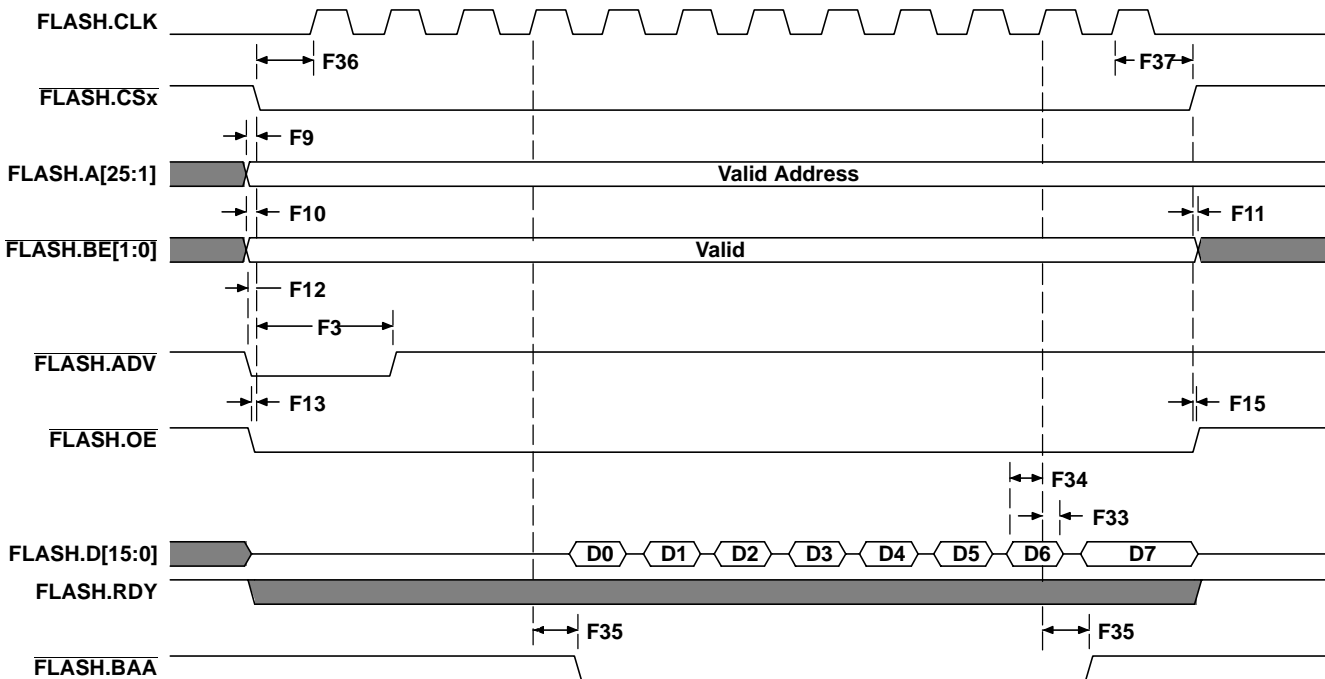 FLASH.CLK
F36
F37
FLASH.CSx
F9
FLASH.A[25:1]
Valid Address
F10
F11
FLASH.BE[1:0]
Valid
F12
F3
FLASH.ADV
F13
F15
FLASH.OE
F34
F33
FLASH.D[15:0]
D0
D1
D2
D3
D4
D5
D6
D7
FLASH.RDY
F35
F35
FLASH.BAA